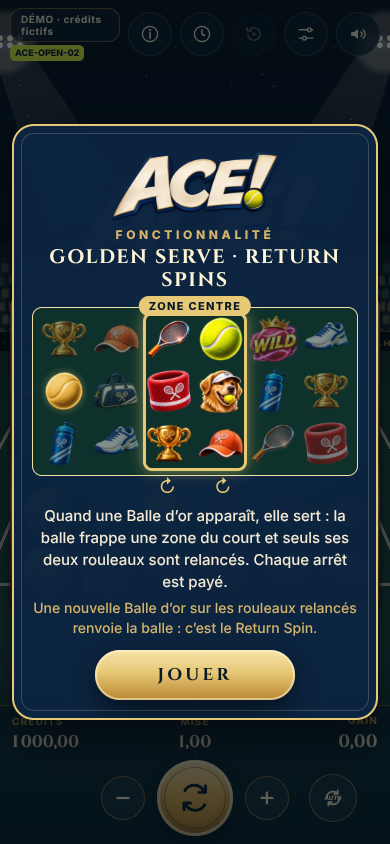 DÉMO · crédits
fictifs
ACE-OPEN-02
ACE!
FONCTIONNALITÉ
GOLDEN SERVE · RETURN
SPINS
ZONE CENTRE
WILD
Quand une Balle d’or apparaît, elle sert : la
balle frappe une zone du court et seuls ses
deux rouleaux sont relancés. Chaque arrêt
est payé.
Une nouvelle Balle d’or sur les rouleaux relancés
renvoie la balle : c’est le Return Spin.
JOUER
CRÉDITS
MISE
GAIN
1 000,00
1,00
0,00
AUTO